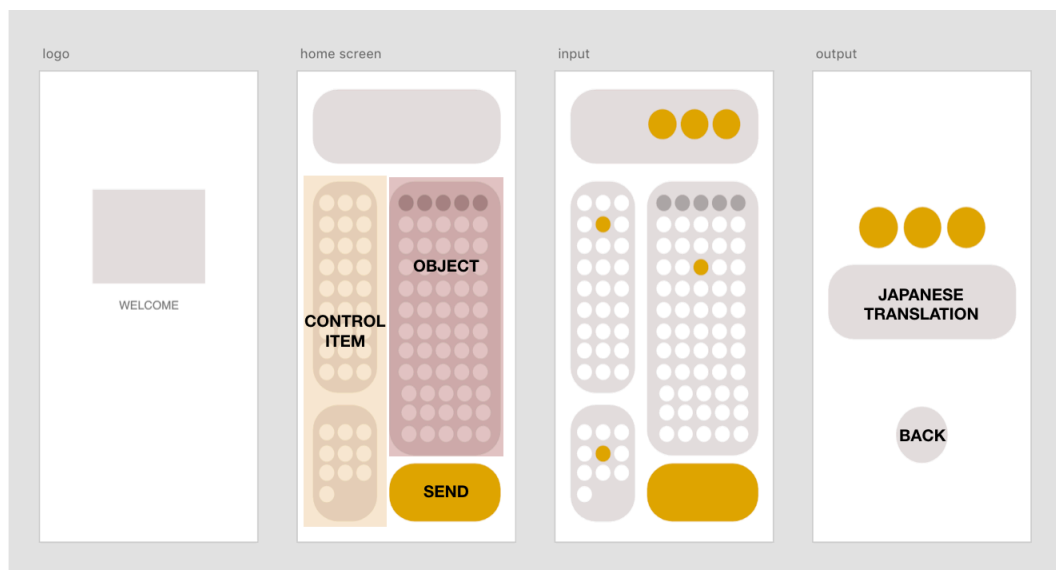 logo
home screen
input
output
WELCOME
OBJECT
CONTROL
ITEM
SEND
JAPANESE
TRANSLATION
BACK